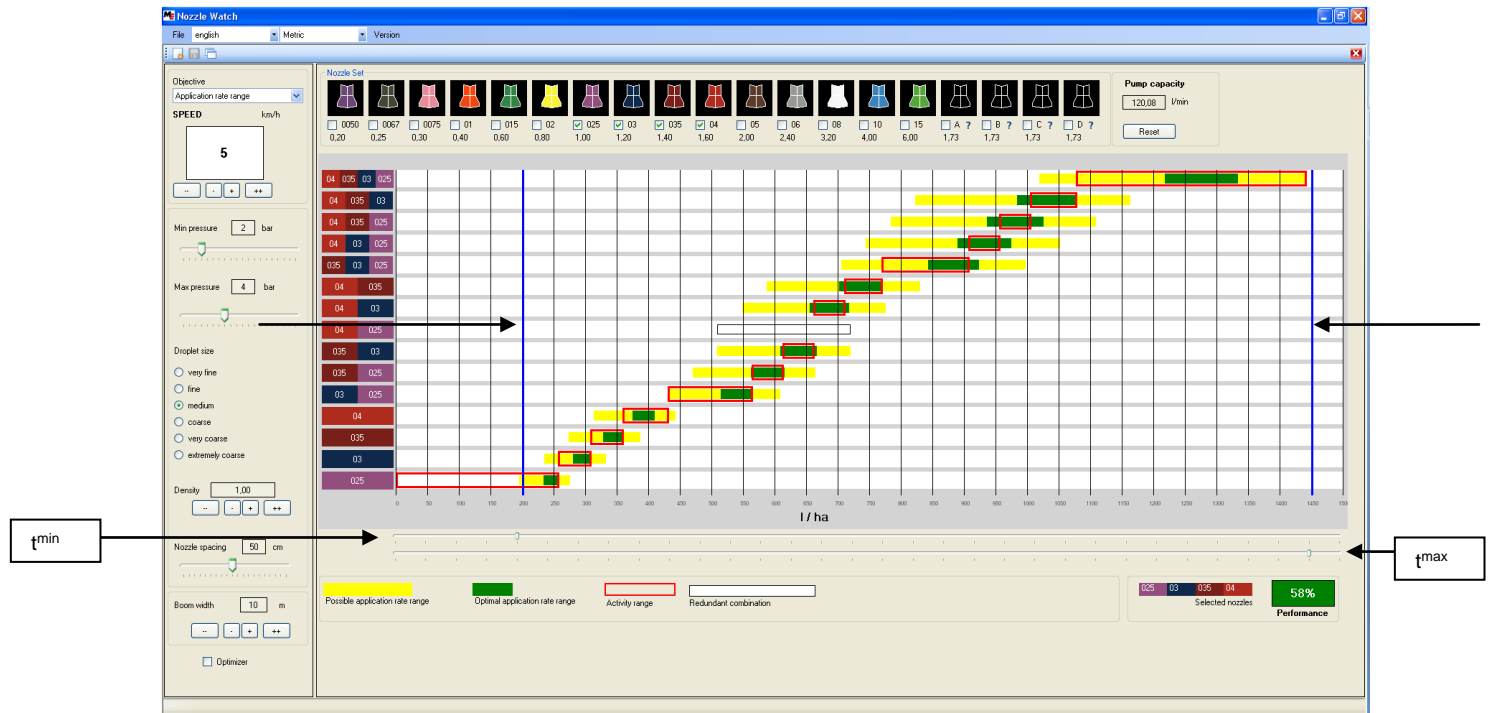 Nozzle Watch
File english Metric Version
Objective
Application rate range
SPEED km/h
5
-- - + ++
Min pressure 2 bar
Max pressure 4 bar
Droplet size
very fine
fine
medium
coarse
very coarse
extremely coarse
Density 1,00
-- - + ++
Nozzle spacing 50 cm
Boom width 10 m
-- - + ++
Optimizer
Nozzle Set
0050 0067 0075 01 015 02 025 03 035 04 05 06 08 10 15 A ? B ? C ? D ?
0,20 0,25 0,30 0,40 0,60 0,80 1,00 1,20 1,40 1,60 2,00 2,40 3,20 4,00 6,00 1,73 1,73 1,73 1,73
Pump capacity
120,08 l/min
Reset
04 035 03 025
04 035 03
04 035 025
04 03 025
035 03 025
04 035
04 03
04 025
035 03
035 025
03 025
04
035
03
025
0 50 100 150 200 250 300 350 400 450 500 550 600 650 700 750 800 850 900 950 1000 1050 1100 1150 1200 1250 1300 1350 1400 1450 1500
l / ha
tmin
tmax
Possible application rate range
Optimal application rate range
Activity range
Redundant combination
025 03 035 04
Selected nozzles
58%
Performance